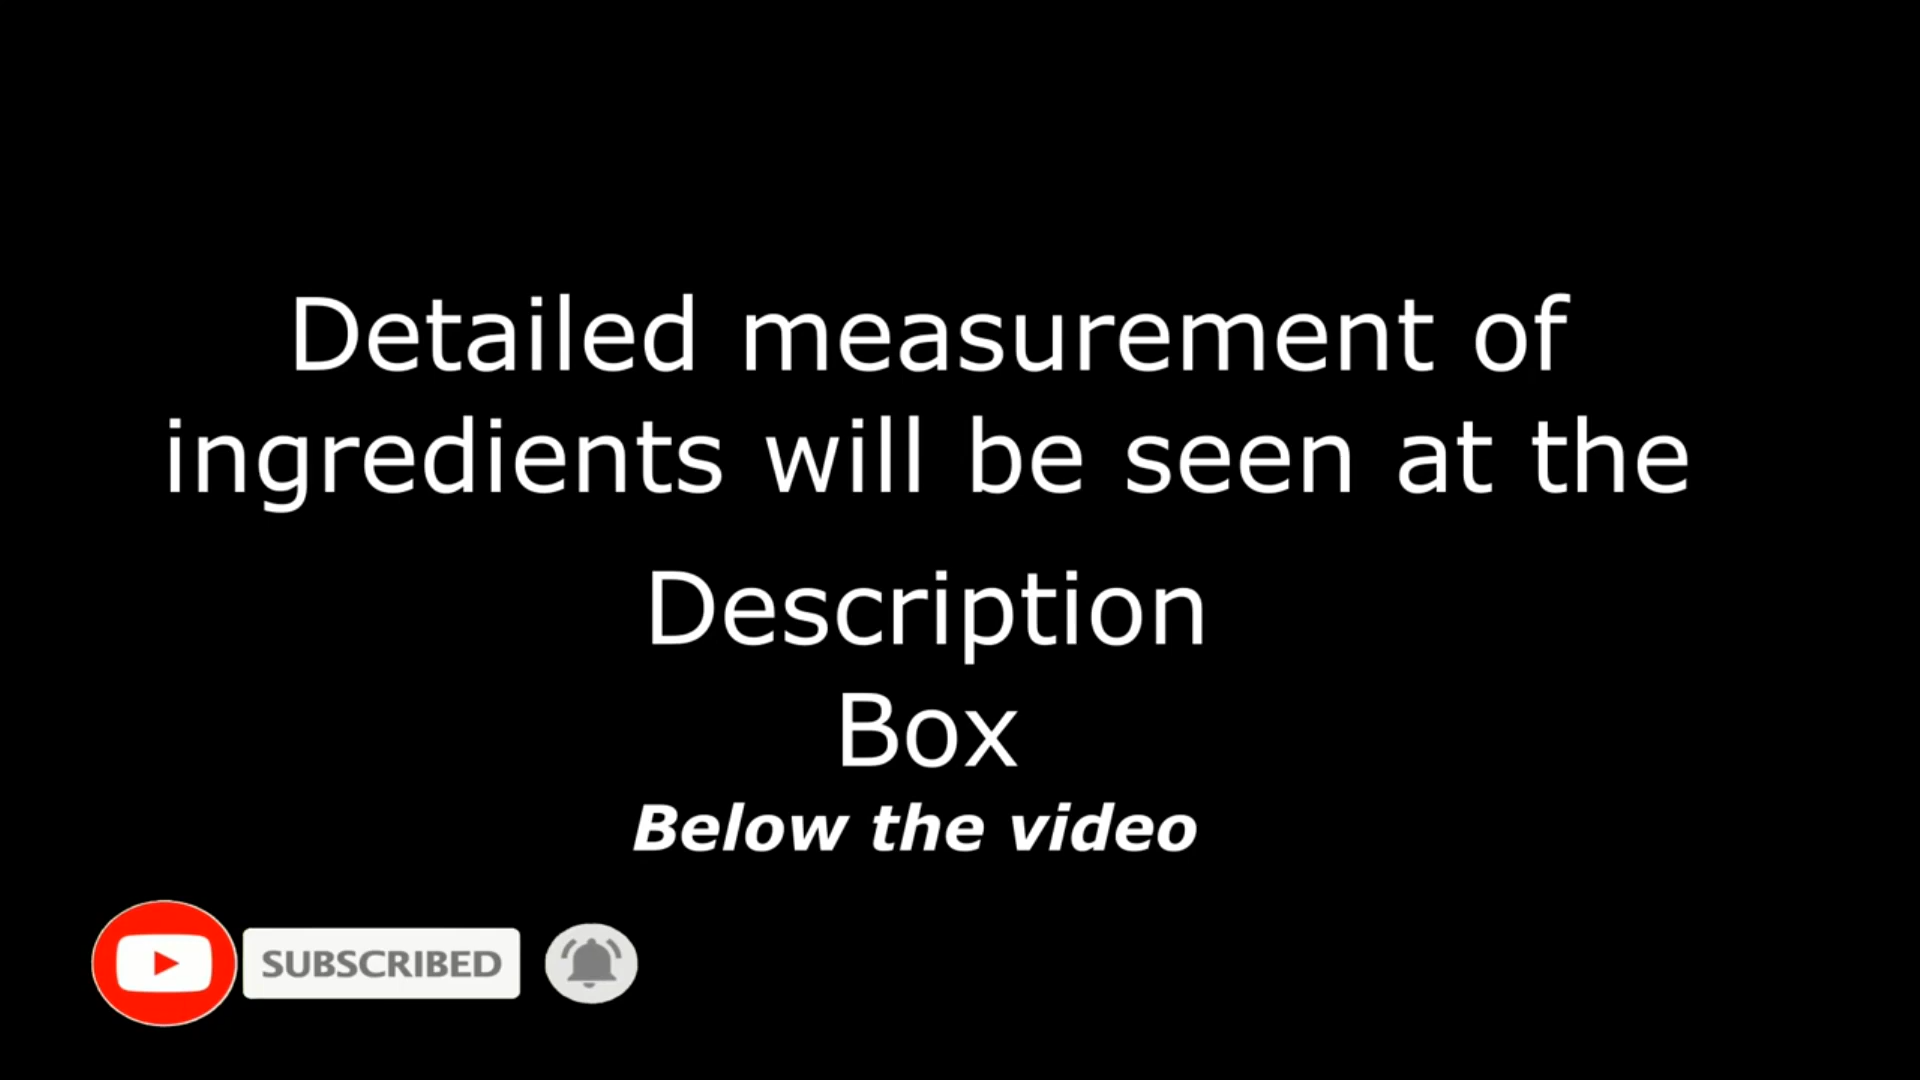 Detailed measurement of
ingredients will be seen at the
Description
Box
Below the video
SUBSCRIBED